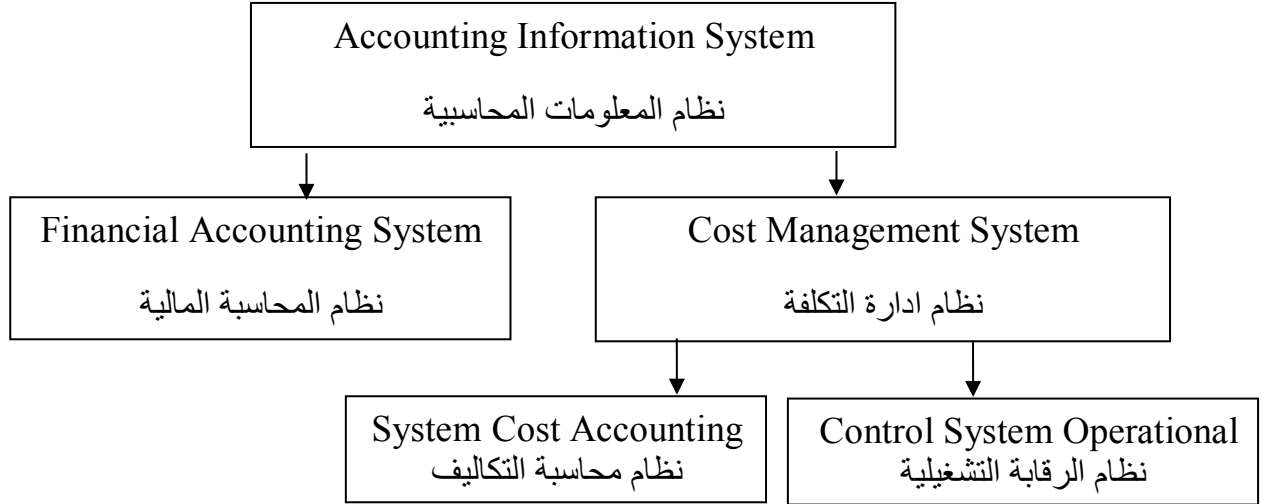 Accounting Information System
نظام المعلومات المحاسبية
Financial Accounting System
نظام المحاسبة المالية
Cost Management System
نظام ادارة التكلفة
System Cost Accounting
نظام محاسبة التكاليف
Control System Operational
نظام الرقابة التشغيلية